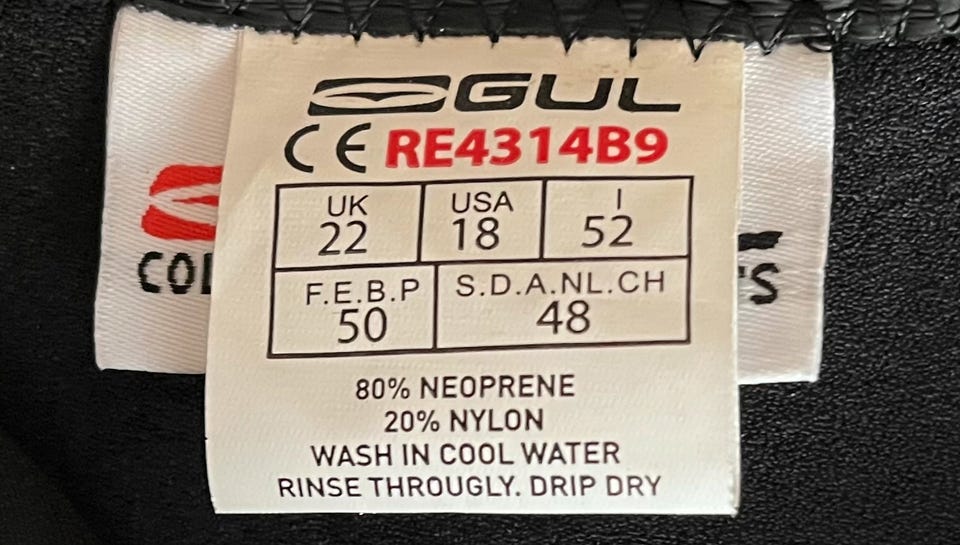 GUL
CE RE4314B9
UK USA I
22 18 52
F.E.B.P S.D.A.NL.CH
50 48
80% NEOPRENE
20% NYLON
WASH IN COOL WATER
RINSE THROUGLY. DRIP DRY